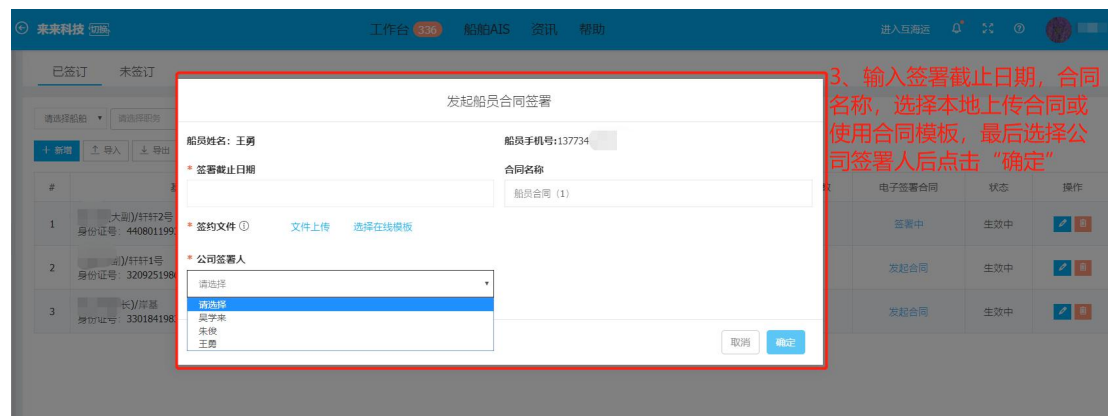 来来科技 切换
工作台 336 船舶AIS 资讯 帮助
进入互海运
已签订 未签订
请选择船舶 请选择职务
+ 新增 导入 导出
3、输入签署截止日期，合同
名称，选择本地上传合同或
使用合同模板，最后选择公
司签署人后点击“确定”
发起船员合同签署
船员姓名：王勇 船员手机号:137734
* 签署截止日期 合同名称
船员合同（1）
* 签约文件 文件上传 选择在线模板
* 公司签署人
请选择
请选择
吴学来
朱俊
王勇
取消 确定
# 电子签署合同 状态 操作
1 大副)/轩轩2号
身份证号：44080119 签署中 生效中
2 副)/轩轩1号
身份证号：320925198 发起合同 生效中
3 长)/岸基
身份证号：330184198 发起合同 生效中